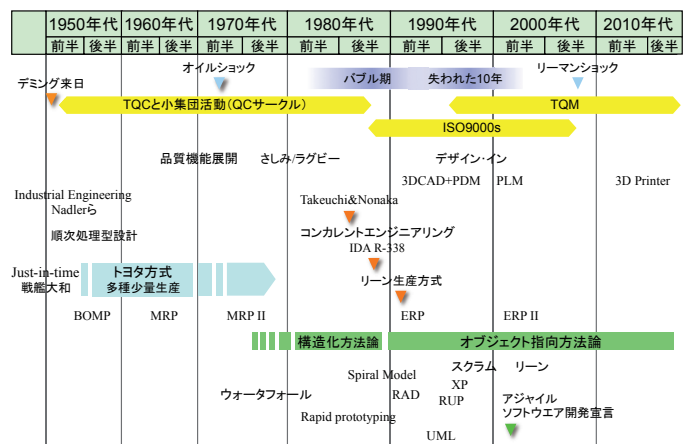 1950年代 1960年代 1970年代 1980年代 1990年代 2000年代 2010年代
前半 後半 前半 後半 前半 後半 前半 後半 前半 後半 前半 後半 前半 後半
オイルショック バブル期 失われた10年 リーマンショック
デミング来日
TQCと小集団活動(QCサークル) TQM
ISO9000s
品質機能展開 さしみ/ラグビー デザイン・イン
3DCAD+PDM PLM 3D Printer
Industrial Engineering
Nadlerら
Takeuchi&Nonaka
順次処理型設計 コンカレントエンジニアリング
IDA R-338
Just-in-time トヨタ方式
戦艦大和 多種少量生産 リーン生産方式
BOMP MRP MRP II ERP ERP II
構造化方法論 オブジェクト指向方法論
スクラム リーン
Spiral Model XP
ウォータフォール RAD RUP アジャイル
Rapid prototyping ソフトウエア開発宣言
UML